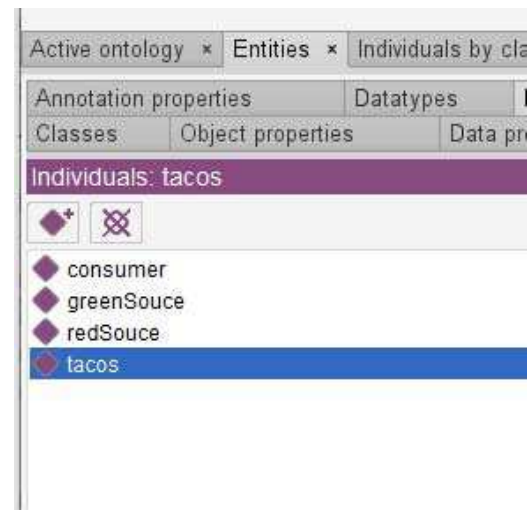 Active ontology × Entities × Individuals by cla
Annotation properties Datatypes
Classes Object properties Data pr
Individuals: tacos
consumer
greenSouce
redSouce
tacos